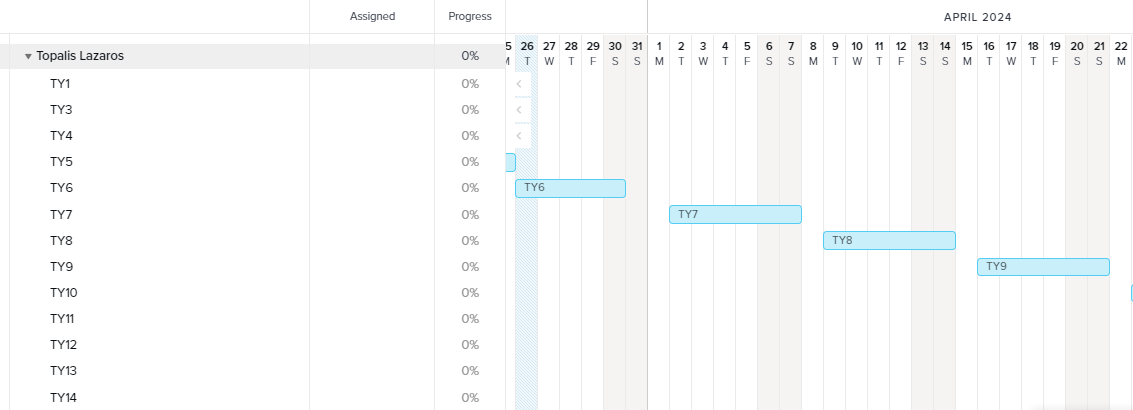 Assigned Progress APRIL 2024
5 26 27 28 29 30 31 1 2 3 4 5 6 7 8 9 10 11 12 13 14 15 16 17 18 19 20 21 22
Topalis Lazaros 0% M T W T F S S M T W T F S S M T W T F S S M T W T F S S M
TY1 0%
TY3 0%
TY4 0%
TY5 0%
TY6 0% TY6
TY7 0% TY7
TY8 0% TY8
TY9 0% TY9
TY10 0%
TY11 0%
TY12 0%
TY13 0%
TY14 0%